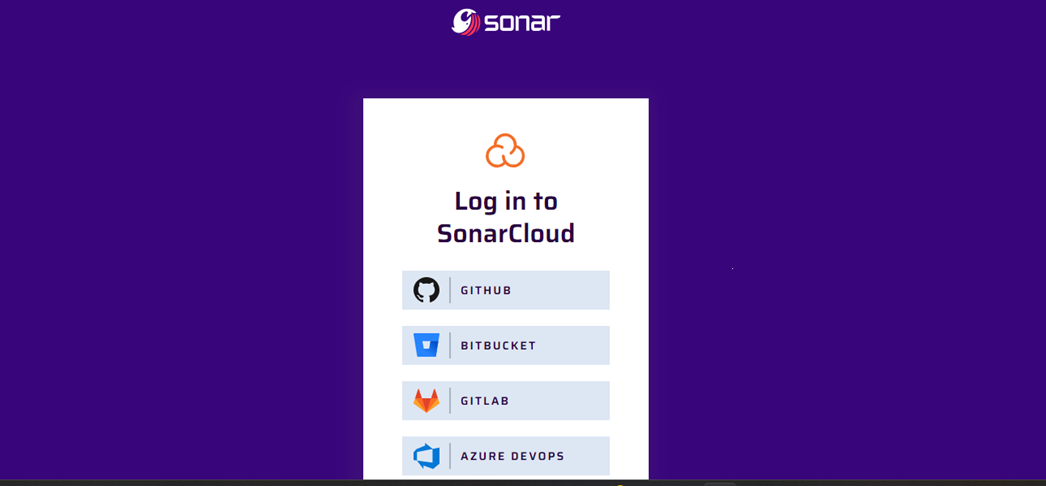 sonar
Log in to
SonarCloud
GITHUB
BITBUCKET
GITLAB
AZURE DEVOPS